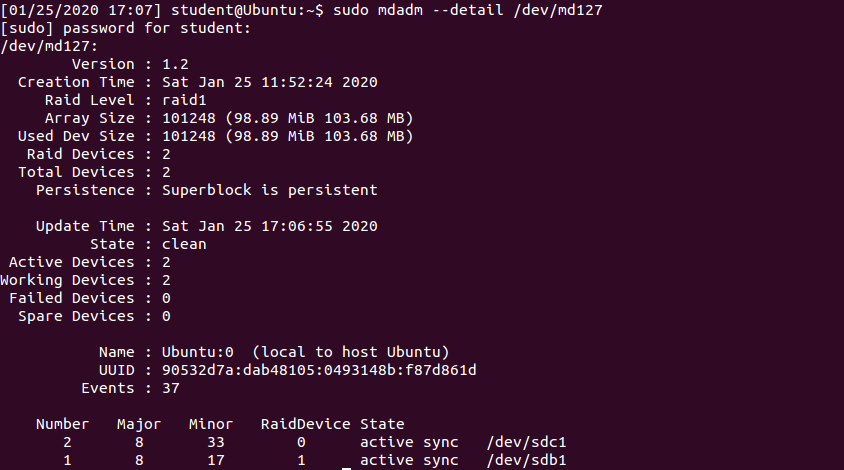 [01/25/2020 17:07] student@Ubuntu:~$ sudo mdadm --detail /dev/md127
[sudo] password for student:
/dev/md127:
Version : 1.2
Creation Time : Sat Jan 25 11:52:24 2020
Raid Level : raid1
Array Size : 101248 (98.89 MiB 103.68 MB)
Used Dev Size : 101248 (98.89 MiB 103.68 MB)
Raid Devices : 2
Total Devices : 2
Persistence : Superblock is persistent
Update Time : Sat Jan 25 17:06:55 2020
State : clean
Active Devices : 2
Working Devices : 2
Failed Devices : 0
Spare Devices : 0
Name : Ubuntu:0 (local to host Ubuntu)
UUID : 90532d7a:dab48105:0493148b:f87d861d
Events : 37
Number Major Minor RaidDevice State
2 8 33 0 active sync /dev/sdc1
1 8 17 1 active sync /dev/sdb1